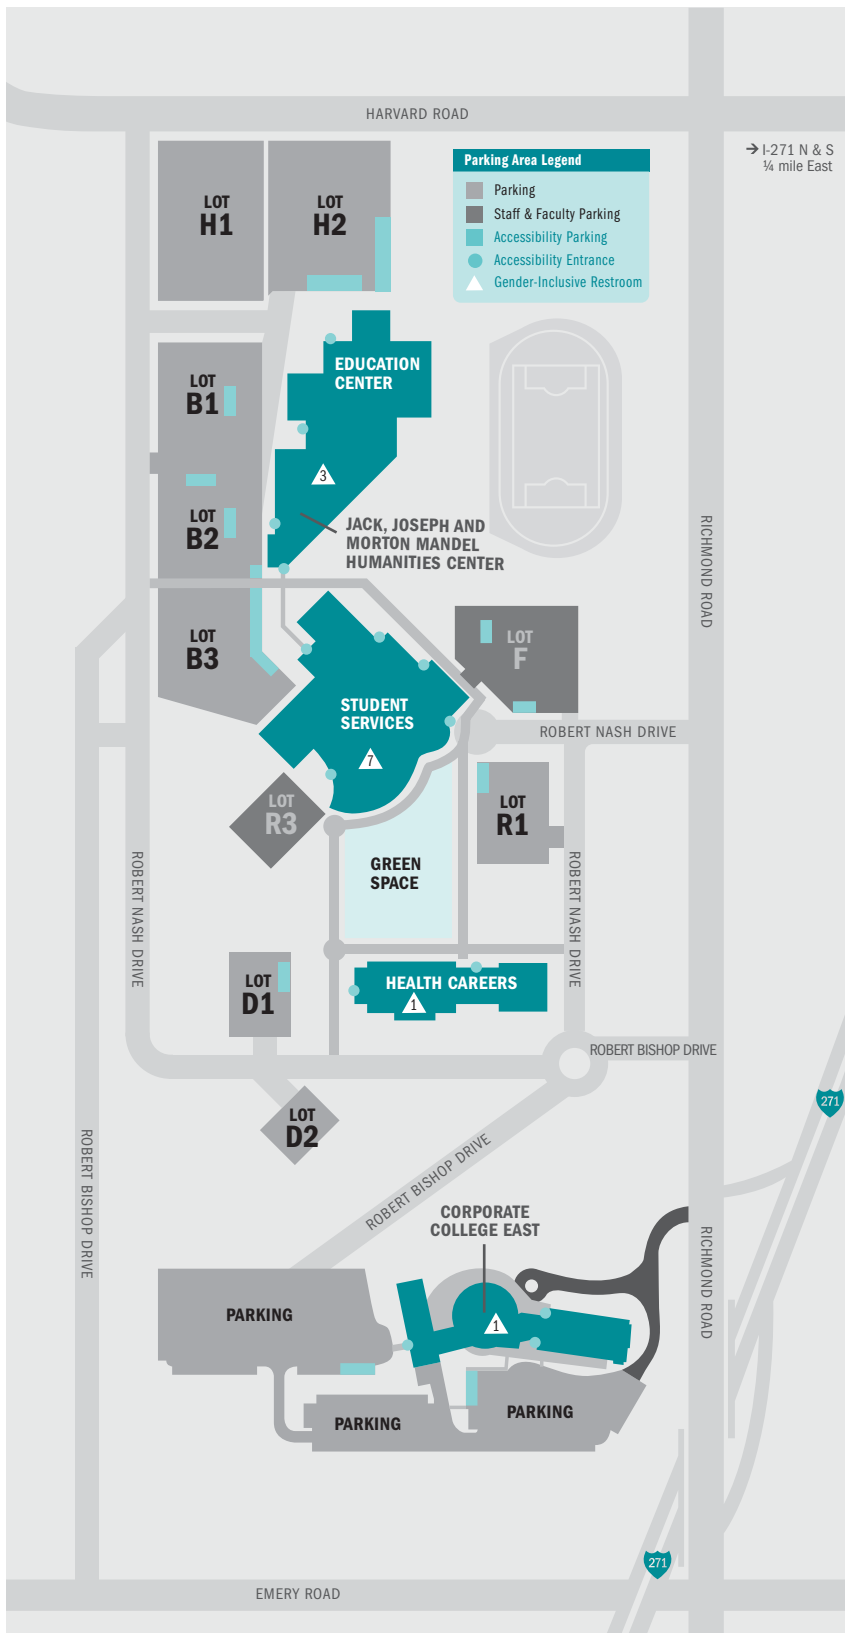 HARVARD ROAD
→ I-271 N & S
¼ mile East
LOT
H1
LOT
H2
Parking Area Legend
Parking
Staff & Faculty Parking
Accessibility Parking
Accessibility Entrance
Gender-Inclusive Restroom
EDUCATION
CENTER
LOT
B1
3
LOT
B2
JACK, JOSEPH AND
MORTON MANDEL
HUMANITIES CENTER
RICHMOND ROAD
LOT
B3
LOT
F
STUDENT
SERVICES
7
ROBERT NASH DRIVE
LOT
R3
LOT
R1
GREEN
SPACE
ROBERT NASH DRIVE
ROBERT NASH DRIVE
LOT
D1
HEALTH CAREERS
1
ROBERT BISHOP DRIVE
271
LOT
D2
ROBERT BISHOP DRIVE
ROBERT BISHOP DRIVE
CORPORATE
COLLEGE EAST
RICHMOND ROAD
PARKING
1
PARKING
PARKING
271
EMERY ROAD